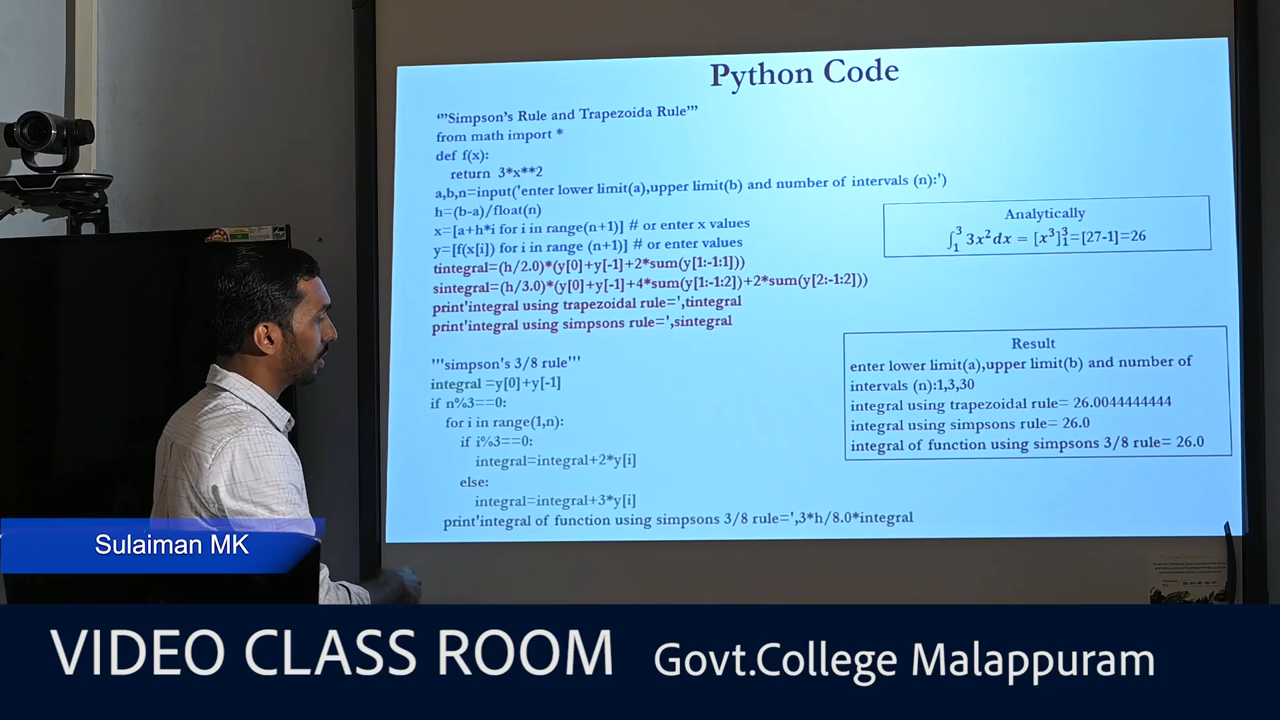 Python Code
“”Simpson's Rule and Trapezoida Rule”’
from math import *
def f(x):
return 3*x**2
a,b,n=input('enter lower limit(a),upper limit(b) and number of intervals (n):')
h=(b-a)/float(n)
x=[a+h*i for i in range(n+1)] # or enter x values
y=[f(x[i]) for i in range (n+1)] # or enter values
tintegral=(h/2.0)*(y[0]+y[-1]+2*sum(y[1:-1:1]))
sintegral=(h/3.0)*(y[0]+y[-1]+4*sum(y[1:-1:2])+2*sum(y[2:-1:2]))
print'integral using trapezoidal rule=',tintegral
print'integral using simpsons rule=',sintegral
'''simpson's 3/8 rule'''
integral =y[0]+y[-1]
if n%3==0:
for i in range(1,n):
if i%3==0:
integral=integral+2*y[i]
else:
integral=integral+3*y[i]
print'integral of function using simpsons 3/8 rule=',3*h/8.0*integral
Analytically
∫₁³ 3x²dx = [x³]₁³=[27-1]=26
Result
enter lower limit(a),upper limit(b) and number of
intervals (n):1,3,30
integral using trapezoidal rule= 26.0044444444
integral using simpsons rule= 26.0
integral of function using simpsons 3/8 rule= 26.0
Sulaiman MK
VIDEO CLASS ROOM Govt.College Malappuram